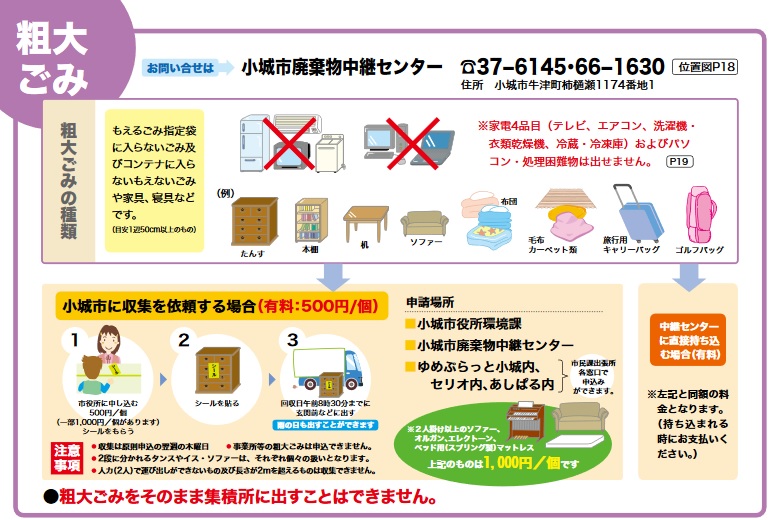 粗大
ごみ
お問い合せは 小城市廃棄物中継センター ☎37-6145・66-1630 位置図P18
住所 小城市牛津町柿樋瀬1174番地1
粗大ごみの種類
もえるごみ指定袋
に入らないごみ及
びコンテナに入ら
ないもえないごみ
や家具、寝具など
です。
(目安1辺50cm以上のもの)
※家電4品目（テレビ、エアコン、洗濯機・
衣類乾燥機、冷蔵・冷凍庫）およびパソ
コン・処理困難物は出せません。 P19
(例)
たんす
本棚
机
ソファー
布団
毛布
カーペット類
旅行用
キャリーバッグ
ゴルフバッグ
小城市に収集を依頼する場合(有料:500円/個)
1
市役所に申し込む
500円/個
(一部1,000円/個があります)
シールをもらう
2
シールを貼る
3
回収日午前8時30分までに
玄関前などに出す
雨の日も出すことができます
申請場所
■小城市役所環境課
■小城市廃棄物中継センター
■ゆめぷらっと小城内、
セリオ内、あしぱる内
市民課出張所
各窓口で
申込み
ができます。
※2人掛け以上のソファー、
オルガン、エレクトーン、
ベッド用(スプリング製)マットレス
上記のものは1,000円/個です
注意
事項
●収集は原則申込の翌週の木曜日 ●事業所等の粗大ごみは申込できません。
●2段に分かれるタンスやイス・ソファーは、それぞれ個々の扱いとなります。
●人力(2人)で運び出しができないもの及び長さが2mを超えるものは収集できません。
中継センター
に直接持ち込
む場合(有料)
※左記と同額の料
金となります。
(持ち込まれる
時にお支払いく
ださい。)
●粗大ごみをそのまま集積所に出すことはできません。